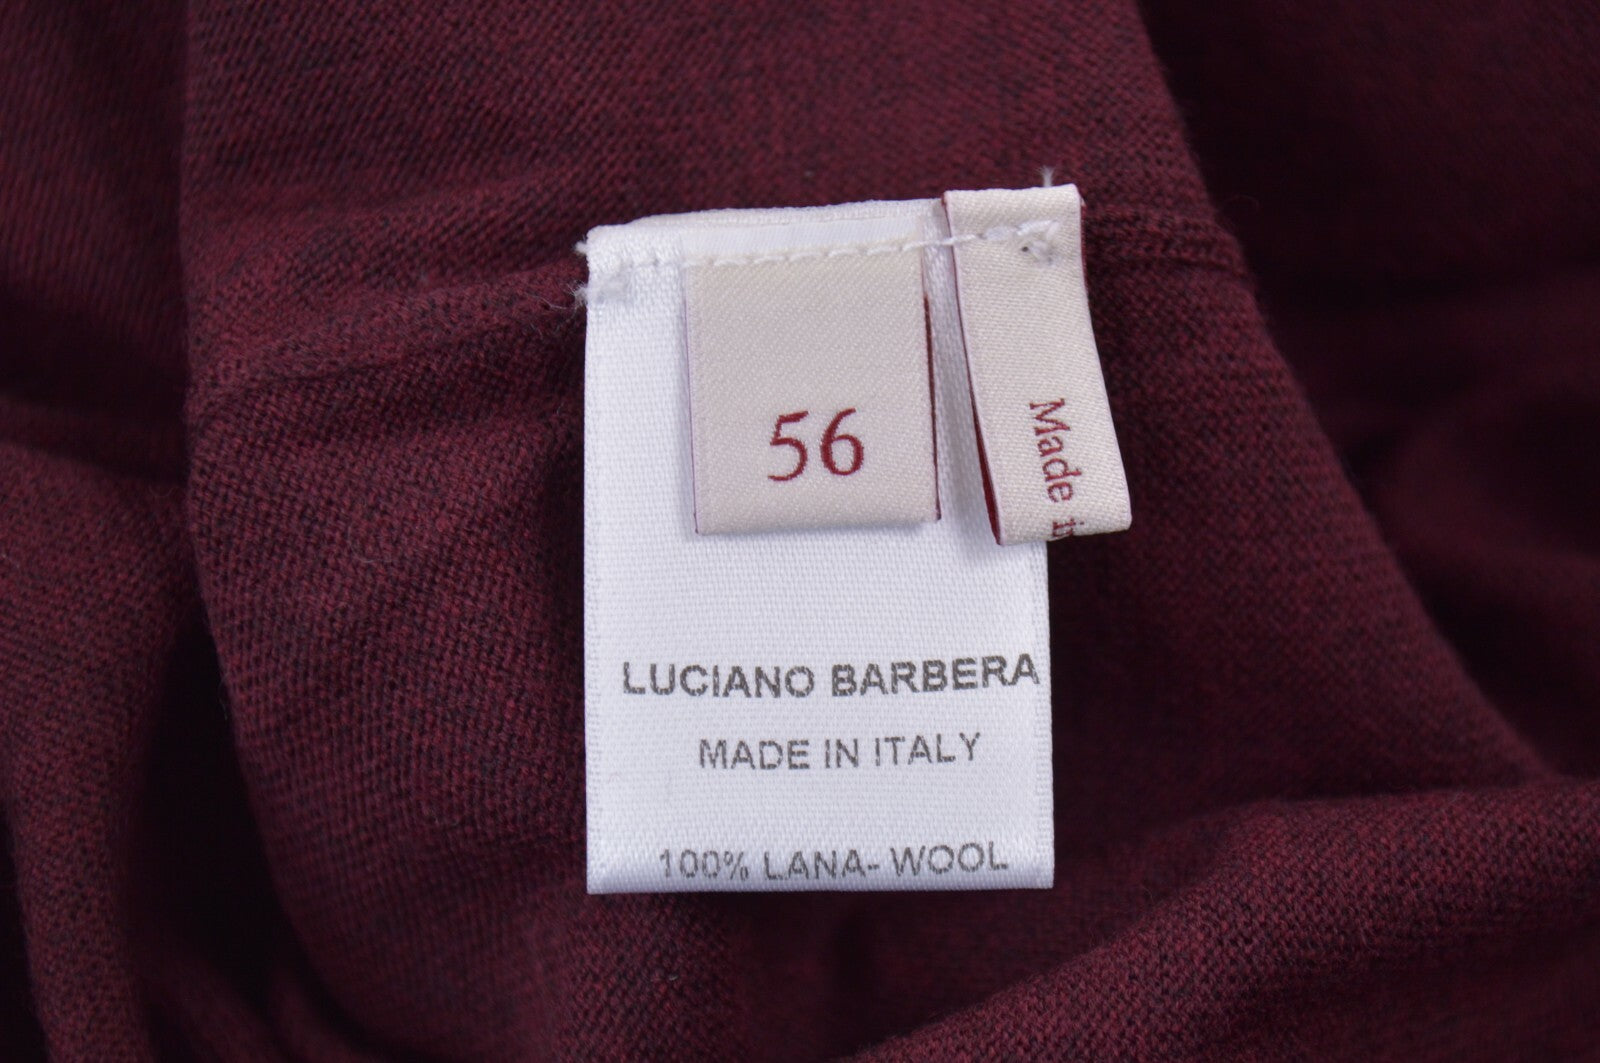 56
Made
LUCIANO BARBERA
MADE IN ITALY
100% LANA- WOOL